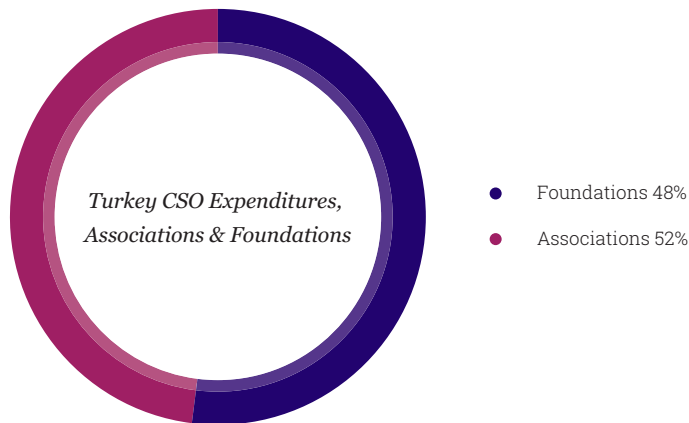 Turkey CSO Expenditures,
Associations & Foundations
Foundations 48%
Associations 52%